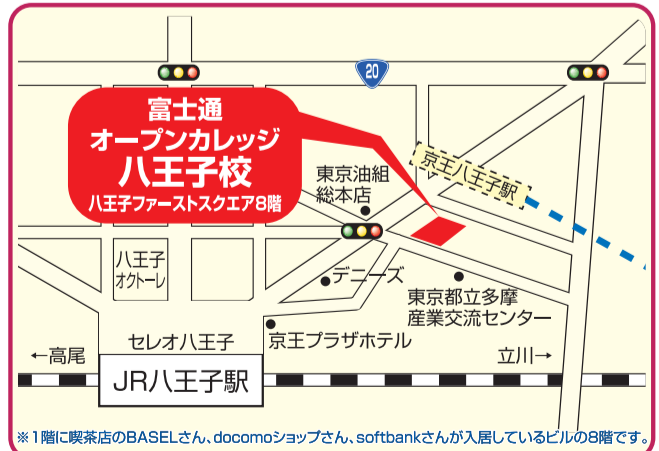 20
富士通
オープンカレッジ
八王子校
八王子ファーストスクエア8階
京王八王子駅
東京油組
総本店
八王子
オクトーレ
デニーズ
東京都立多摩
産業交流センター
セレオ八王子
京王プラザホテル
←高尾
立川→
JR八王子駅
※1階に喫茶店のBASELさん、docomoショップさん、softbankさんが入居しているビルの8階です。